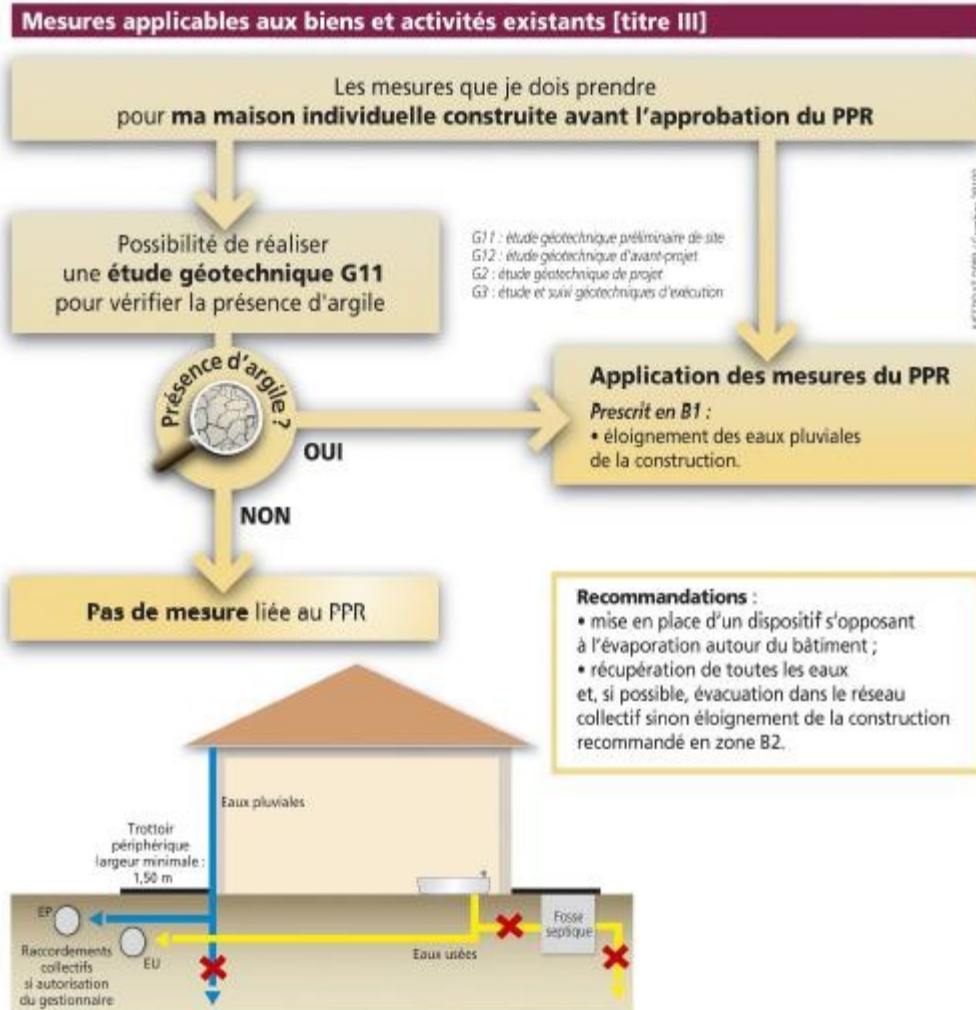 Mesures applicables aux biens et activités existants [titre III]
Les mesures que je dois prendre
pour ma maison individuelle construite avant l'approbation du PPR
Possibilité de réaliser
une étude géotechnique G11
pour vérifier la présence d'argile
G11 : étude géotechnique préliminaire de site
G12 : étude géotechnique d'avant-projet
G2 : étude géotechnique de projet
G3 : étude et suivi géotechniques d'exécution
Présence d'argile ?
OUI
NON
Application des mesures du PPR
Prescrit en B1 :
• éloignement des eaux pluviales
de la construction.
Pas de mesure liée au PPR
Recommandations :
• mise en place d'un dispositif s'opposant
à l'évaporation autour du bâtiment ;
• récupération de toutes les eaux
et, si possible, évacuation dans le réseau
collectif sinon éloignement de la construction
recommandé en zone B2.
Eaux pluviales
Trottoir
périphérique
largeur minimale :
1,50 m
EP
EU
Raccordements
collectifs
si autorisation
du gestionnaire
Eaux usées
Fosse
septique